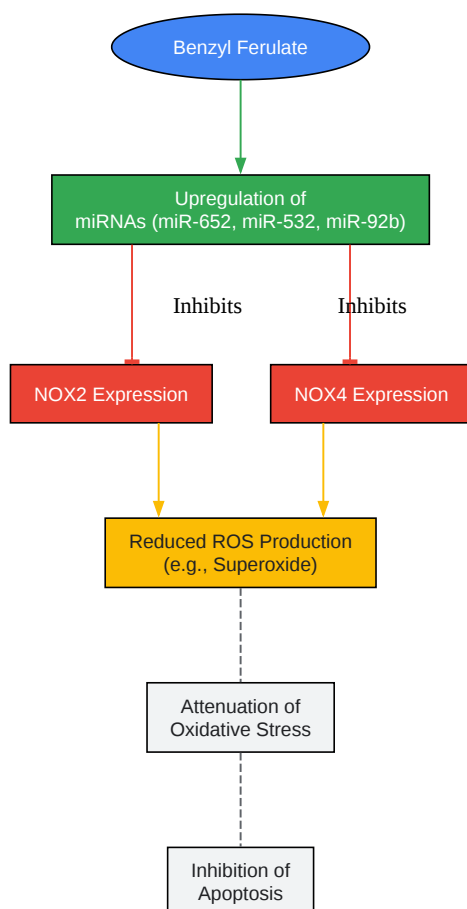 Benzyl Ferulate
Upregulation of
miRNAs (miR-652, miR-532, miR-92b)
Inhibits
Inhibits
NOX2 Expression
NOX4 Expression
Reduced ROS Production
(e.g., Superoxide)
Attenuation of
Oxidative Stress
Inhibition of
Apoptosis